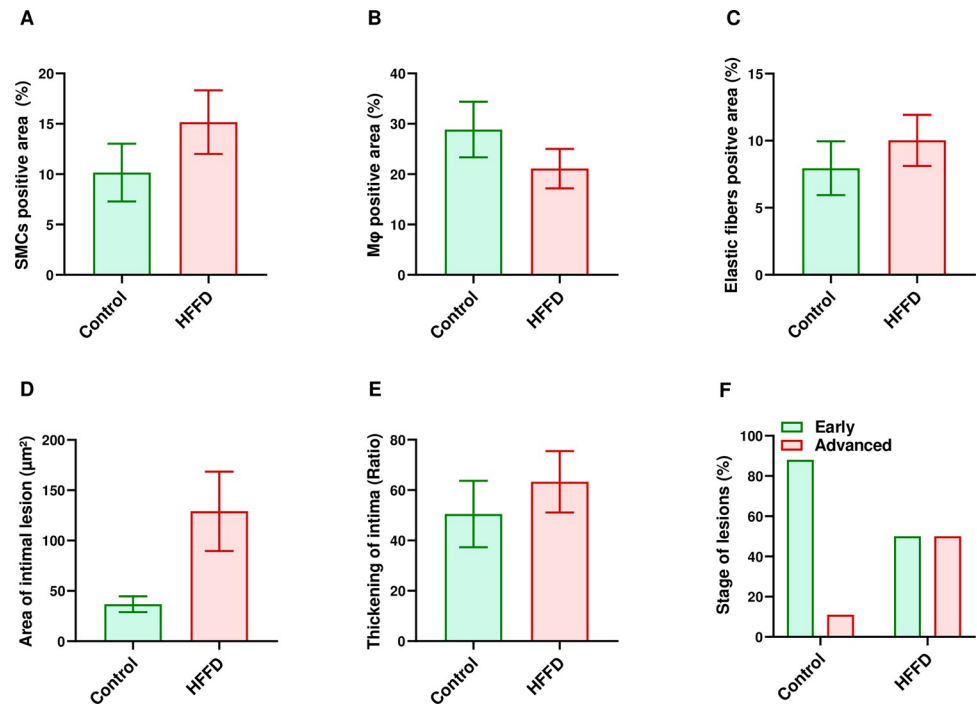 A
SMCs positive area (%)
20
15
10
5
0
Control
HFFD
B
Mφ positive area (%)
40
30
20
10
0
Control
HFFD
C
Elastic fibers positve area (%)
15
10
5
0
Control
HFFD
D
Area of intimal lesion (µm²)
200
150
100
50
0
Control
HFFD
E
Thickening of intima (Ratio)
80
60
40
20
0
Control
HFFD
F
Early
Advanced
Stage of lesions (%)
100
80
60
40
20
0
Control
HFFD